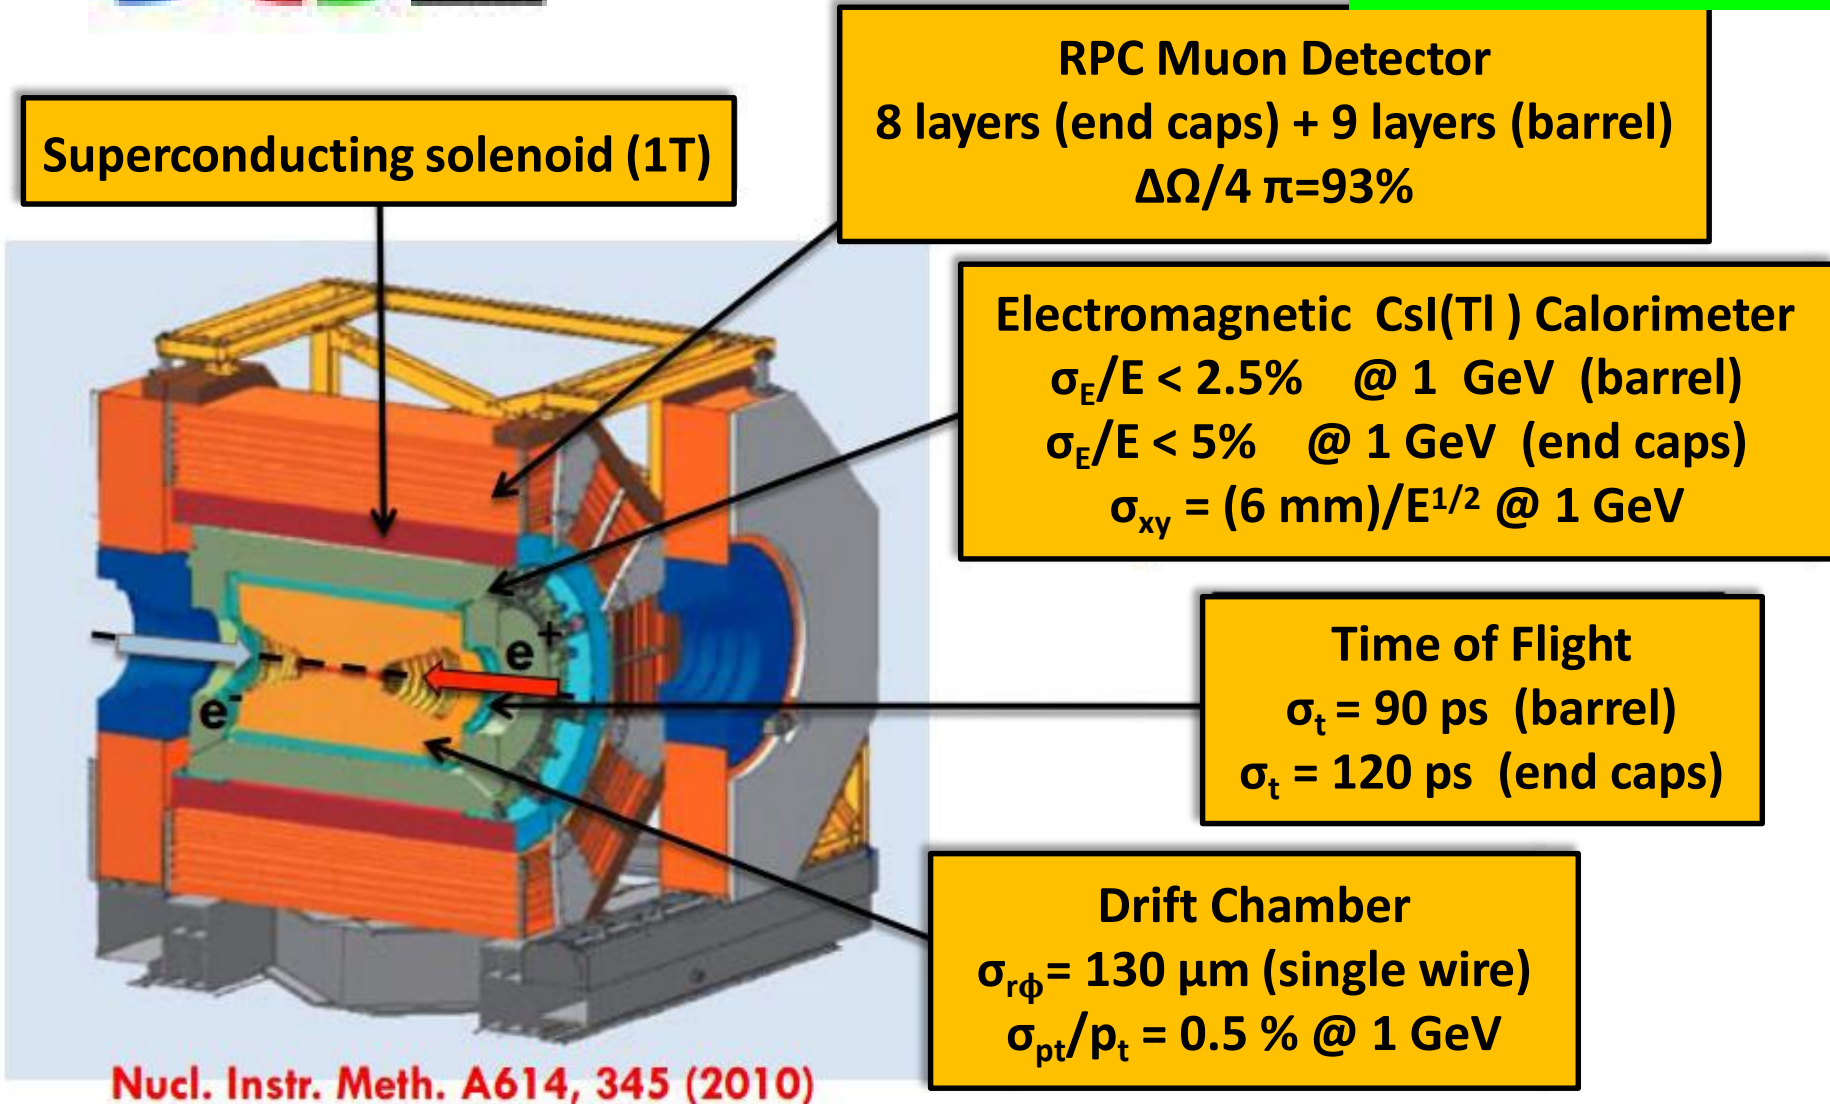 RPC Muon Detector
8 layers (end caps) + 9 layers (barrel)
ΔΩ/4 π=93%
Superconducting solenoid (1T)
Electromagnetic CsI(Tl ) Calorimeter
σE/E < 2.5% @ 1 GeV (barrel)
σE/E < 5% @ 1 GeV (end caps)
σxy = (6 mm)/E1/2 @ 1 GeV
Time of Flight
σt = 90 ps (barrel)
σt = 120 ps (end caps)
e+
e-
Drift Chamber
σrϕ= 130 µm (single wire)
σpt/pt = 0.5 % @ 1 GeV
Nucl. Instr. Meth. A614, 345 (2010)